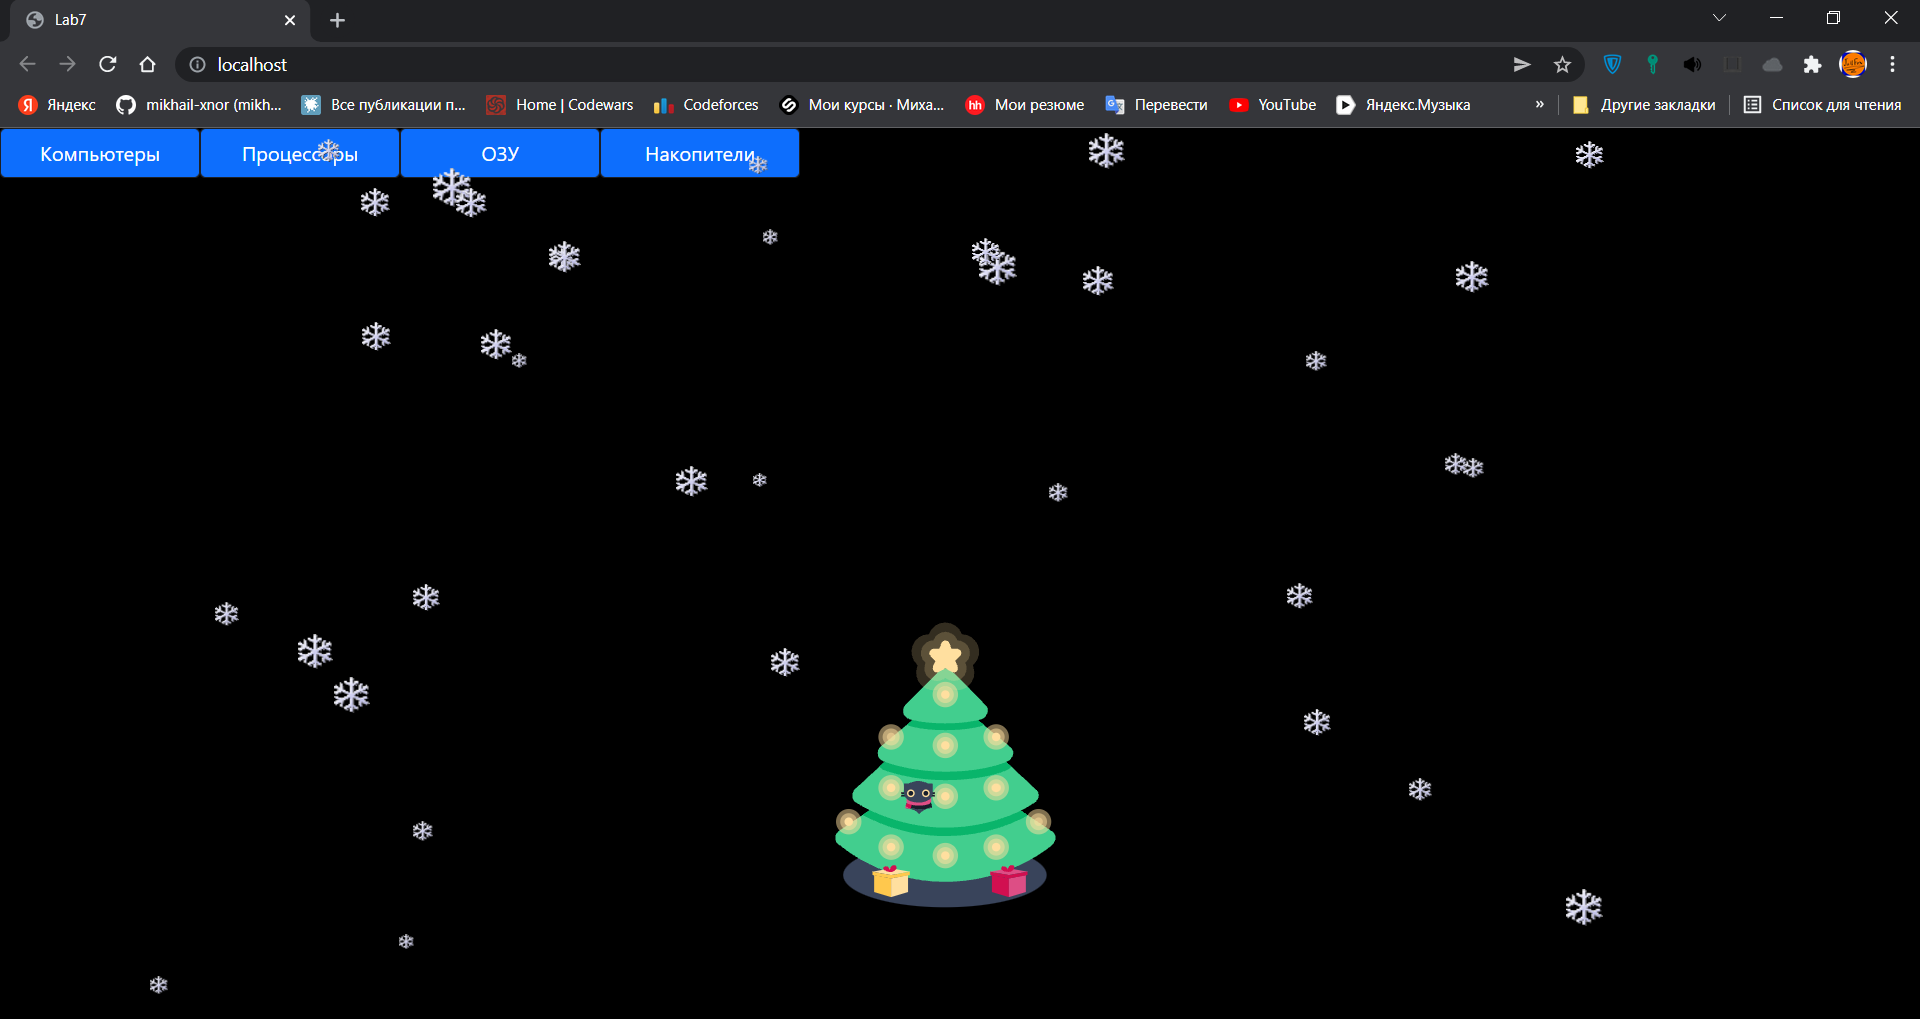 Lab7
localhost
Я Яндекс mikhail-xnor (mikh... Все публикации п... Home | Codewars Codeforces Мои курсы · Миха... hh Мои резюме G Перевести YouTube Яндекс.Музыка » Другие закладки Список для чтения
Компьютеры Процессоры ОЗУ Накопители